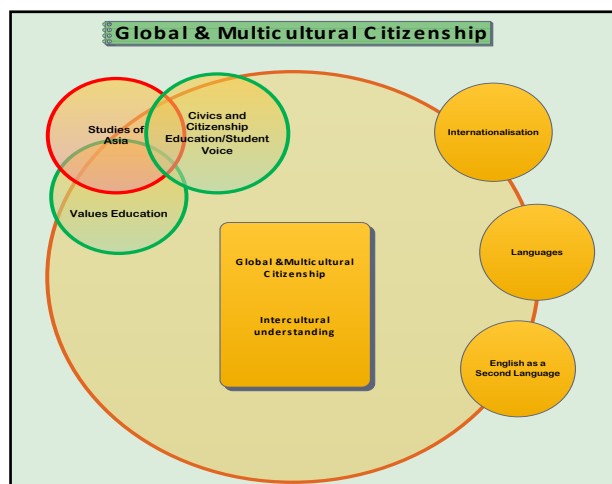 Global & Multicultural Citizenship
Studies of
Asia
Civics and
Citizenship
Education/Student
Voice
Values Education
Internationalisation
Languages
English as a
Second Language
Global &Multicultural
Citizenship
Intercultural
understanding